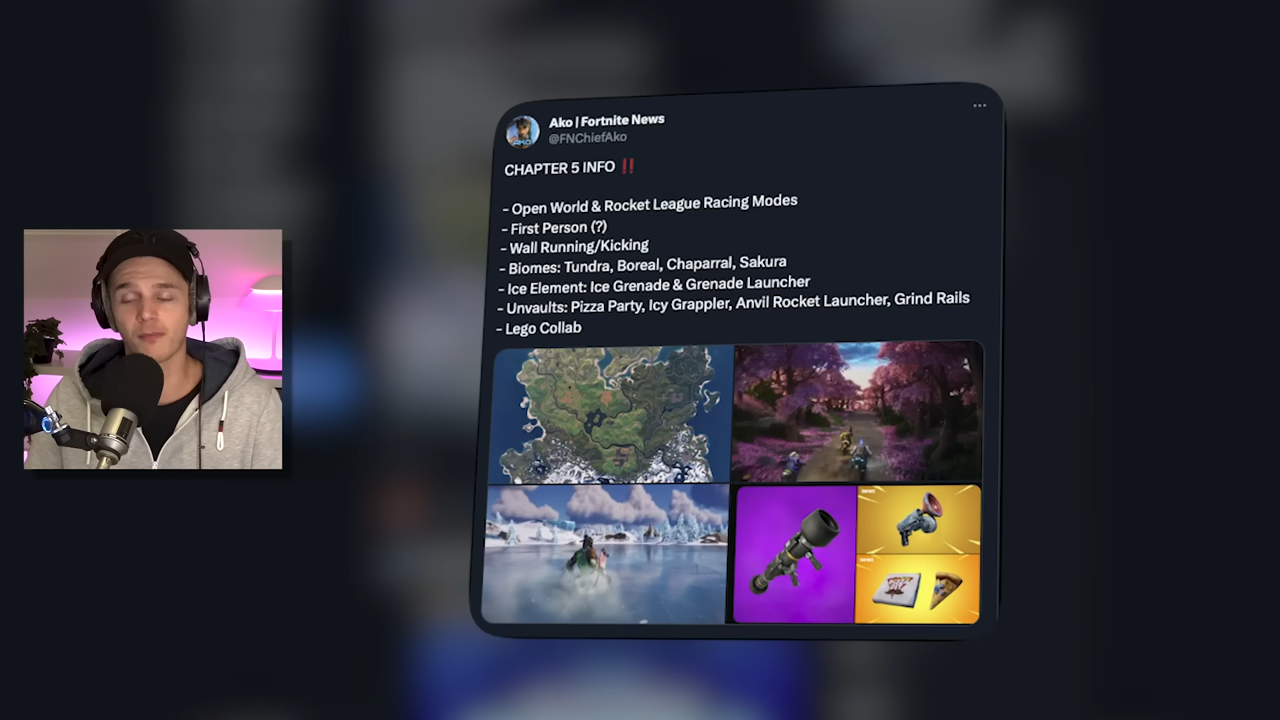 Ako | Fortnite News
@FNChiefAko
CHAPTER 5 INFO ‼️
- Open World & Rocket League Racing Modes
- First Person (?)
- Wall Running/Kicking
- Biomes: Tundra, Boreal, Chaparral, Sakura
- Ice Element: Ice Grenade & Grenade Launcher
- Unvaults: Pizza Party, Icy Grappler, Anvil Rocket Launcher, Grind Rails
- Lego Collab